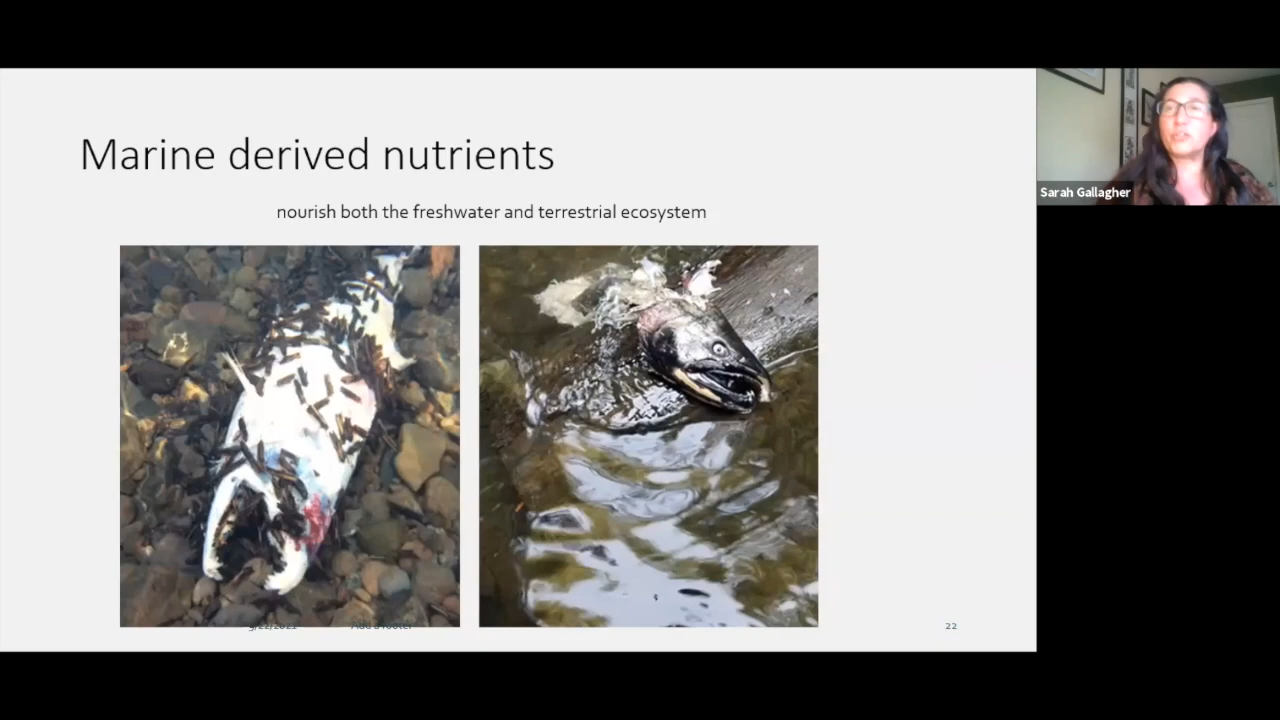 Marine derived nutrients
nourish both the freshwater and terrestrial ecosystem
Sarah Gallagher
9/22/2021 Add a footer
22